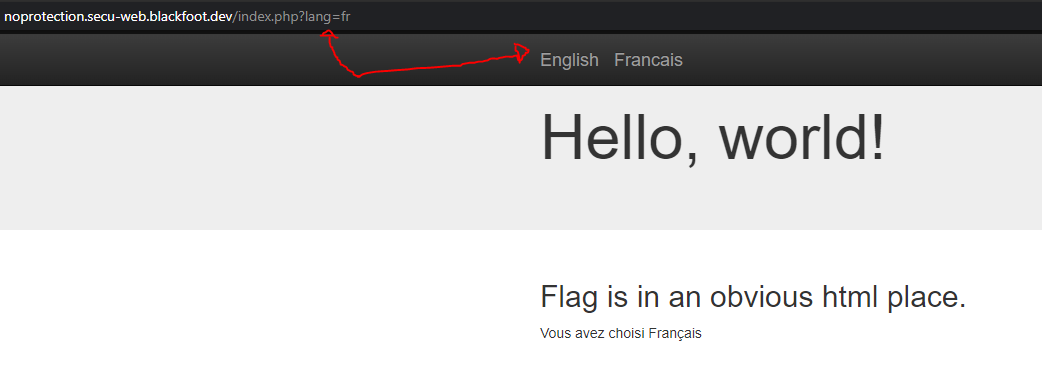 noprotection.secu-web.blackfoot.dev/index.php?lang=fr
English Francais
Hello, world!
Flag is in an obvious html place.
Vous avez choisi Français